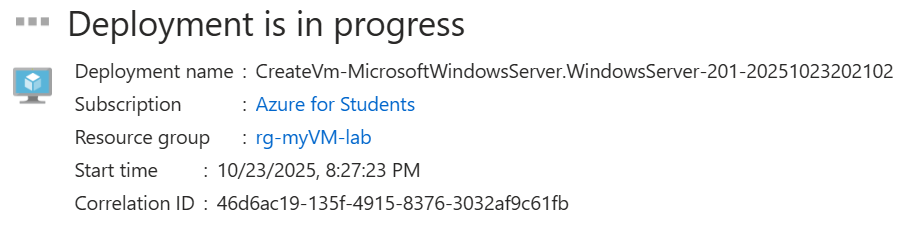 Deployment is in progress
Deployment name : CreateVm-MicrosoftWindowsServer.WindowsServer-201-20251023202102
Subscription : Azure for Students
Resource group : rg-myVM-lab
Start time : 10/23/2025, 8:27:23 PM
Correlation ID : 46d6ac19-135f-4915-8376-3032af9c61fb